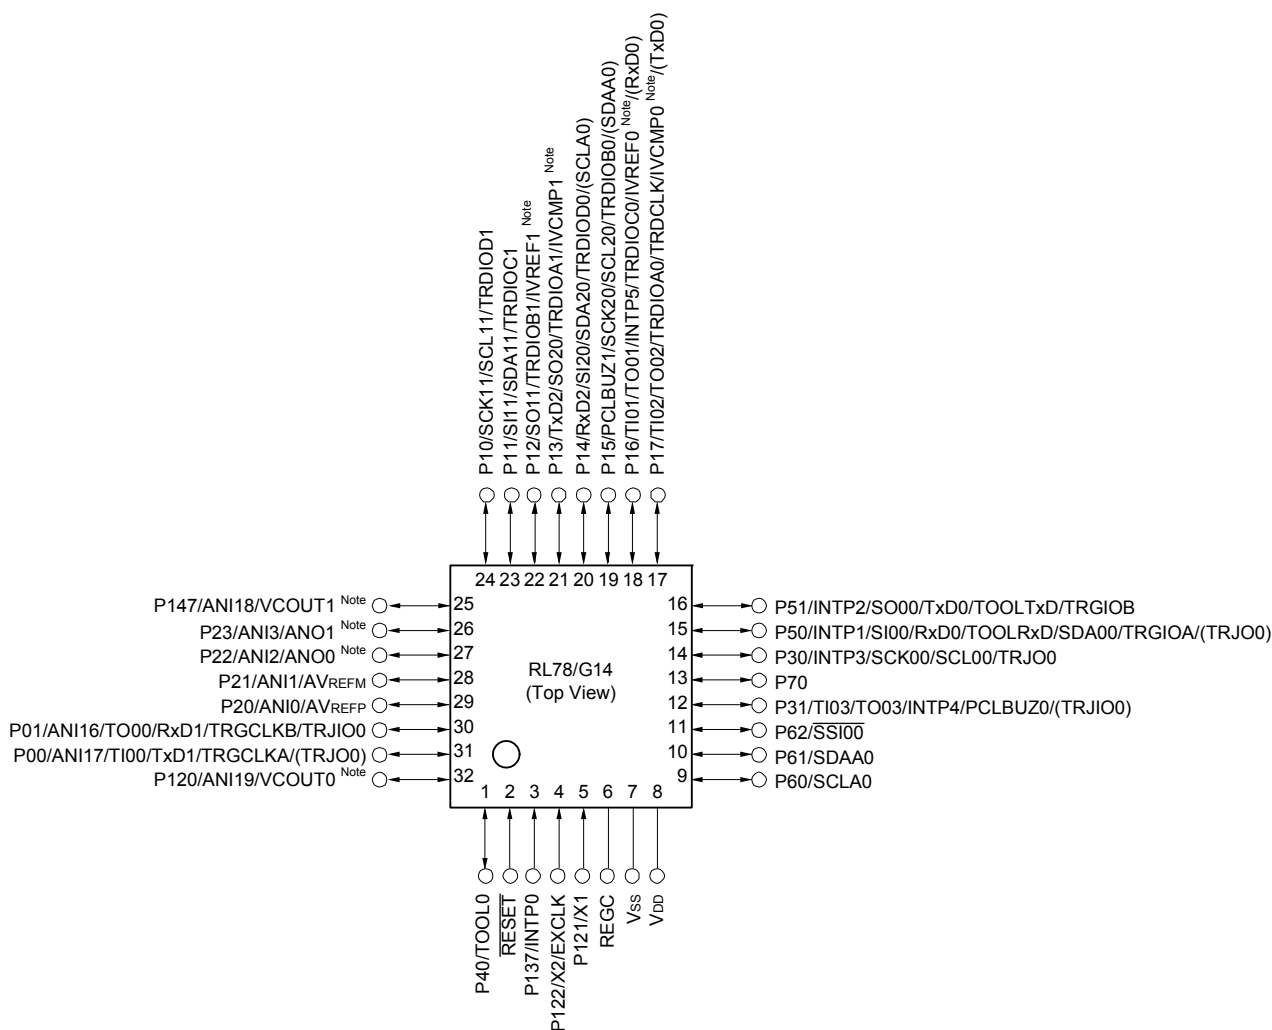 P10/SCK11/SCL11/TRDIOD1
P11/SI11/SDA11/TRDIOC1
P12/SO11/TRDIOB1/IVREF1 Note
P13/TxD2/SO20/TRDIOA1/IVCMP1 Note
P14/RxD2/SI20/SDA20/TRDIOD0/(SCLA0)
P15/PCLBUZ1/SCK20/SCL20/TRDIOB0/(SDAA0)
P16/TI01/TO01/INTP5/TRDIOC0/IVREF0 Note/(RxD0)
P17/TI02/TO02/TRDIOA0/TRDCLK/IVCMP0 Note/(TxD0)
24 23 22 21 20 19 18 17
P147/ANI18/VCOUT1 Note 25
P23/ANI3/ANO1 Note 26
P22/ANI2/ANO0 Note 27
P21/ANI1/AVREFM 28
P20/ANI0/AVREFP 29
P01/ANI16/TO00/RxD1/TRGCLKB/TRJIO0 30
P00/ANI17/TI00/TxD1/TRGCLKA/(TRJO0) 31
P120/ANI19/VCOUT0 Note 32
RL78/G14
(Top View)
16 P51/INTP2/SO00/TxD0/TOOLTxD/TRGIOB
15 P50/INTP1/SI00/RxD0/TOOLRxD/SDA00/TRGIOA/(TRJO0)
14 P30/INTP3/SCK00/SCL00/TRJO0
13 P70
12 P31/TI03/TO03/INTP4/PCLBUZ0/(TRJIO0)
11 P62/SSI00
10 P61/SDAA0
9 P60/SCLA0
1 2 3 4 5 6 7 8
P40/TOOL0
RESET
P137/INTP0
P122/X2/EXCLK
P121/X1
REGC
VSS
VDD